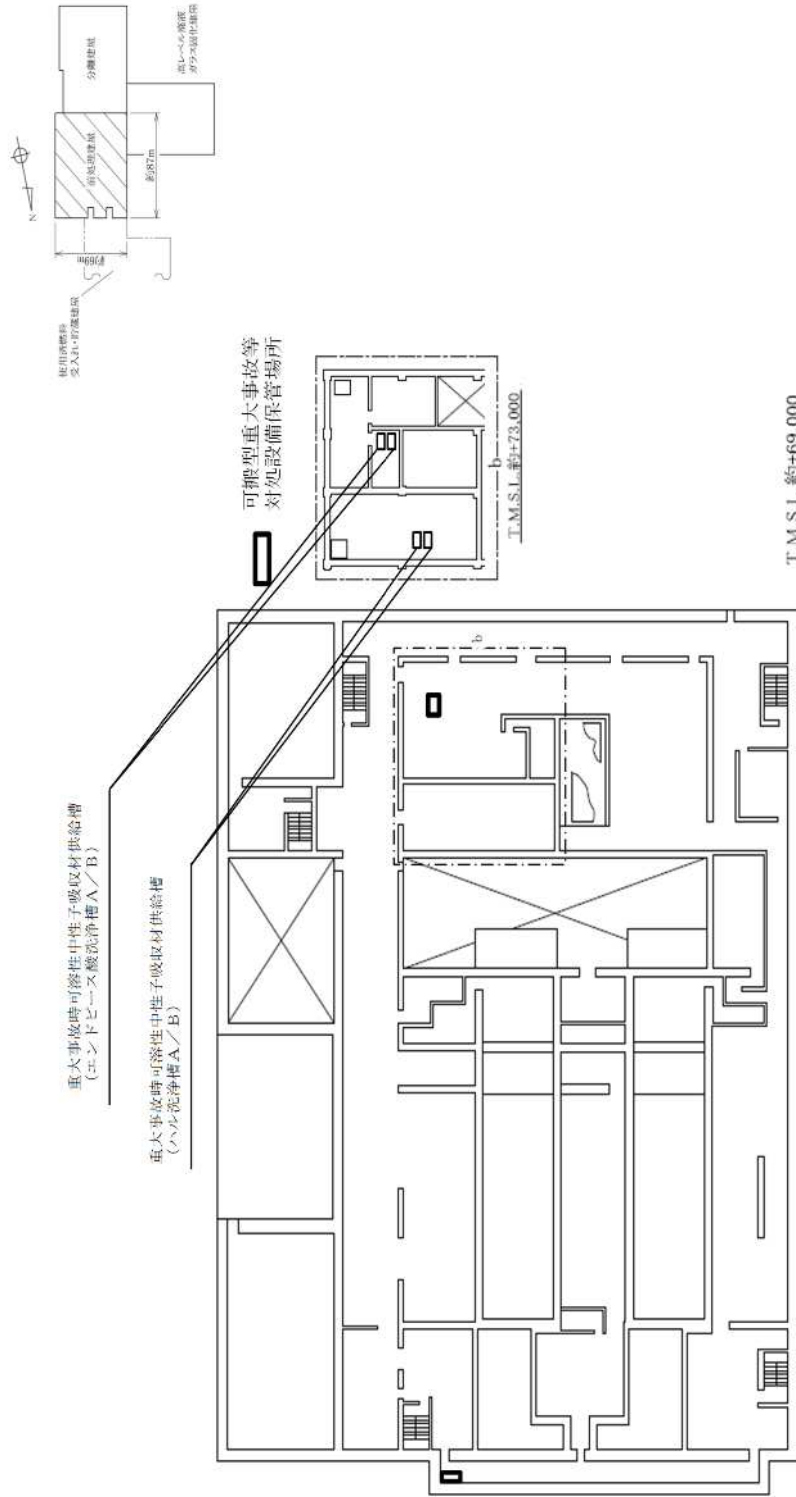 重大事故時可溶性中性子吸収材供給槽
(エンドピース酸洗浄槽A／B)
重大事故時可溶性中性子吸収材供給槽
(ハル洗浄槽A／B)
可搬型重大事故等
対処設備保管場所
b
T.M.S.L.約+73,000
b
T.M.S.L.約+69,000
N
使用済燃料
受入れ・貯蔵建屋
前処理建屋
分離建屋
高レベル廃液
ガラス固化建屋
約69m
約87m